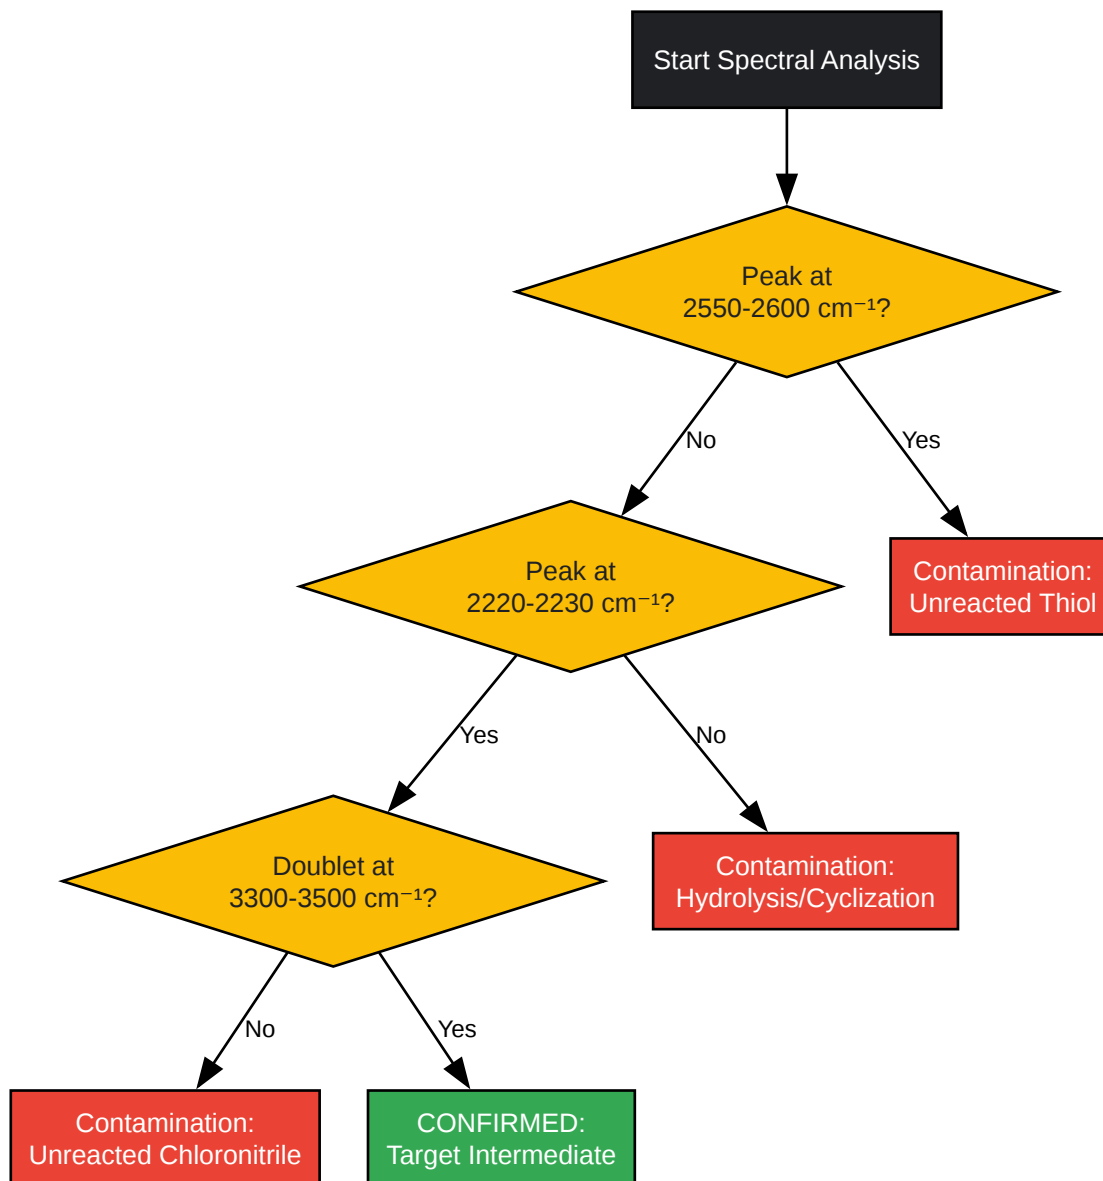 Start Spectral Analysis
Peak at
2550-2600 cm⁻¹?
No
Yes
Peak at
2220-2230 cm⁻¹?
Contamination:
Unreacted Thiol
Yes
No
Doublet at
3300-3500 cm⁻¹?
Contamination:
Hydrolysis/Cyclization
No
Yes
Contamination:
Unreacted Chloronitrile
CONFIRMED:
Target Intermediate